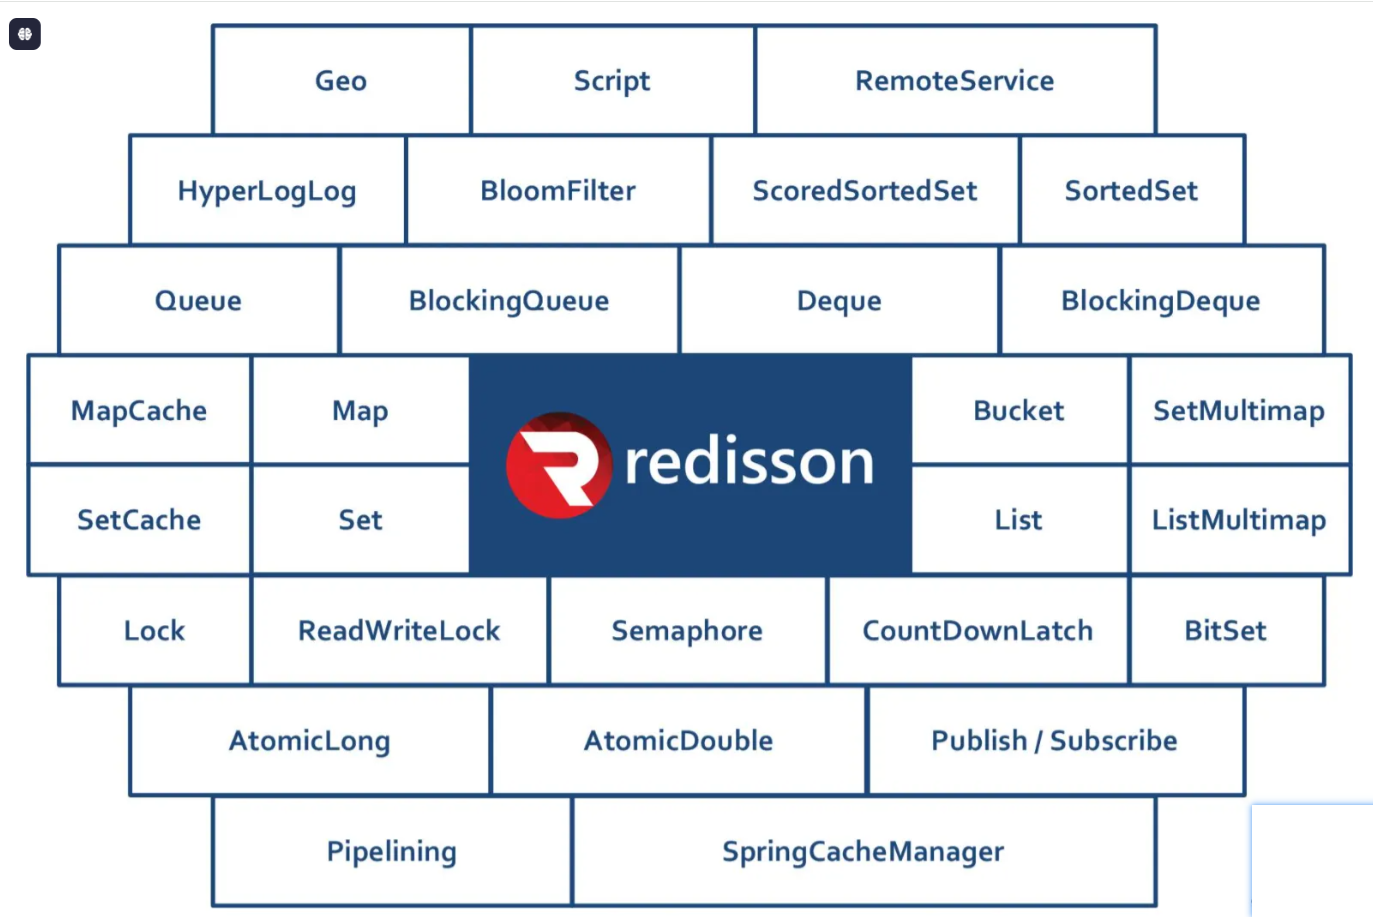 Geo
Script
RemoteService
HyperLogLog
BloomFilter
ScoredSortedSet
SortedSet
Queue
BlockingQueue
Deque
BlockingDeque
MapCache
Map
redisson
Bucket
SetMultimap
SetCache
Set
List
ListMultimap
Lock
ReadWriteLock
Semaphore
CountDownLatch
BitSet
AtomicLong
AtomicDouble
Publish / Subscribe
Pipelining
SpringCacheManager